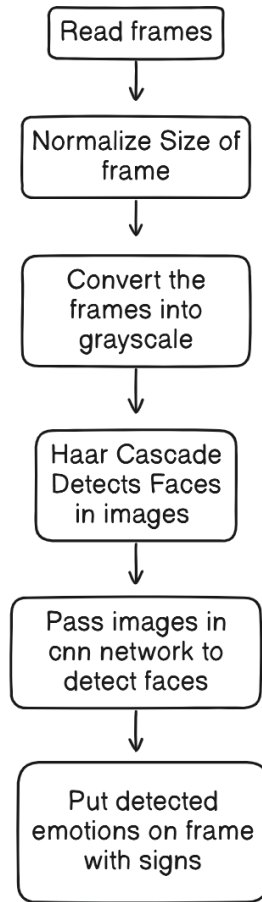 Read frames
Normalize Size of
frame
Convert the
frames into
grayscale
Haar Cascade
Detects Faces
in images
Pass images in
cnn network to
detect faces
Put detected
emotions on frame
with signs